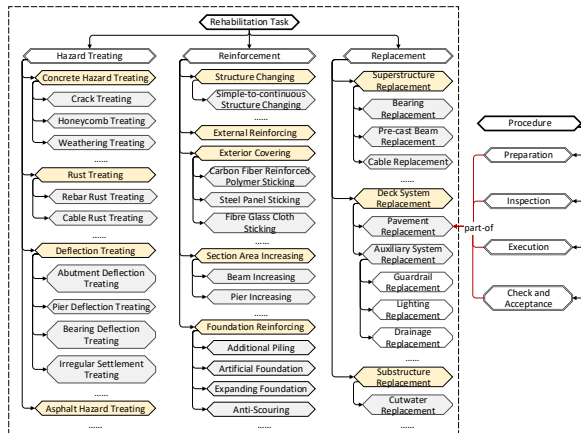 Rehabilitation Task
Hazard Treating
Concrete Hazard Treating
Crack Treating
Honeycomb Treating
Weathering Treating
......
Rust Treating
Rebar Rust Treating
Cable Rust Treating
......
Deflection Treating
Abutment Deflection
Treating
Pier Deflection Treating
Bearing Deflection
Treating
Irregular Settlement
Treating
......
Asphalt Hazard Treating
......
Reinforcement
Structure Changing
Simple-to-continuous
Structure Changing
......
External Reinforcing
Exterior Covering
Carbon Fiber Reinforced
Polymer Sticking
Steel Panel Sticking
Fibre Glass Cloth
Sticking
......
Section Area Increasing
Beam Increasing
Pier Increasing
......
Foundation Reinforcing
Additional Piling
Artificial Foundation
Expanding Foundation
Anti-Scouring
......
Replacement
Superstructure
Replacement
Bearing
Replacement
Pre-cast Beam
Replacement
Cable Replacement
......
Deck System
Replacement
Pavement
Replacement
Auxiliary System
Replacement
Guardrail
Replacement
Lighting
Replacement
Drainage
Replacement
......
Substructure
Replacement
Cutwater
Replacement
......
part-of
Procedure
Preparation
Inspection
Execution
Check and
Acceptance